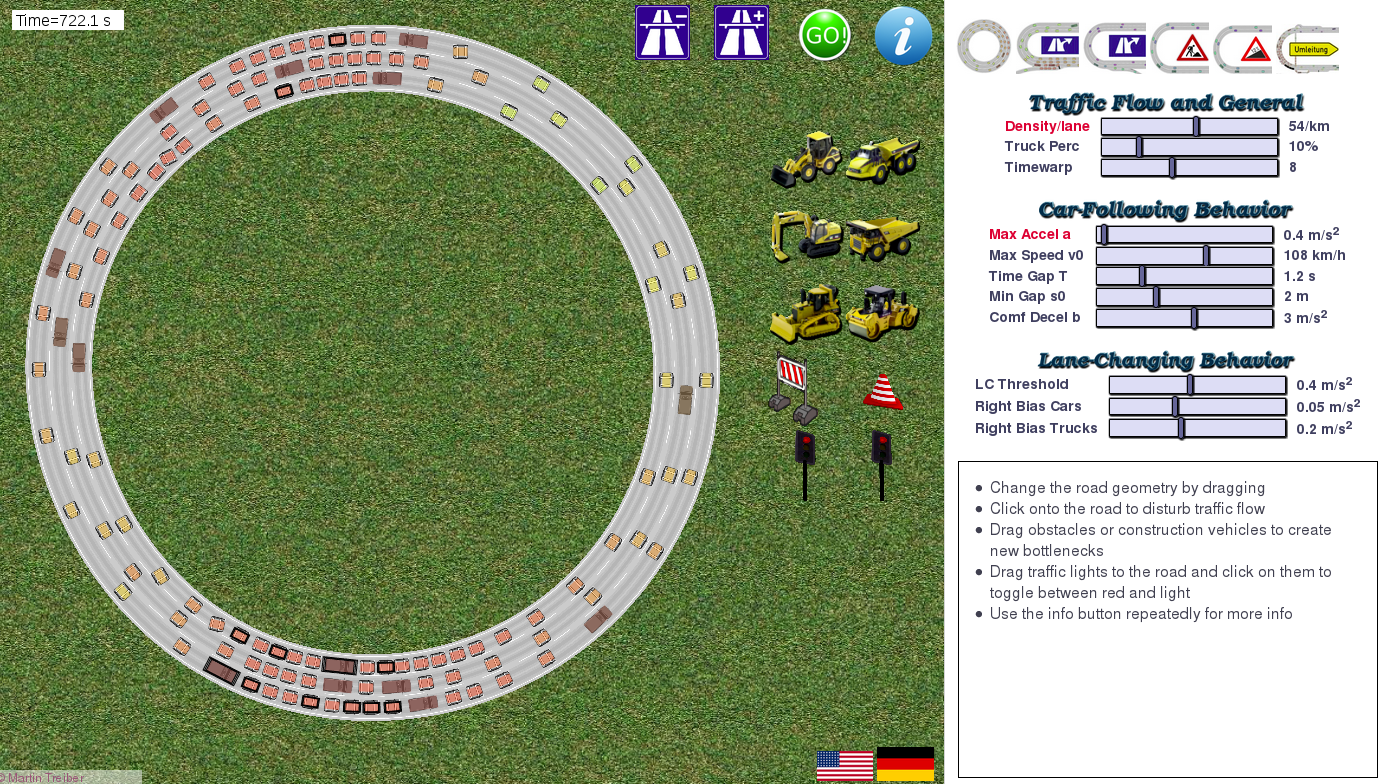 Time=722.1 s
GO!
i
Umleitung
Traffic Flow and General
Density/lane 54/km
Truck Perc 10%
Timewarp 8
Car-Following Behavior
Max Accel a 0.4 m/s²
Max Speed v0 108 km/h
Time Gap T 1.2 s
Min Gap s0 2 m
Comf Decel b 3 m/s²
Lane-Changing Behavior
LC Threshold 0.4 m/s²
Right Bias Cars 0.05 m/s²
Right Bias Trucks 0.2 m/s²
● Change the road geometry by dragging
● Click onto the road to disturb traffic flow
● Drag obstacles or construction vehicles to create
new bottlenecks
● Drag traffic lights to the road and click on them to
toggle between red and light
● Use the info button repeatedly for more info
© Martin Treiber